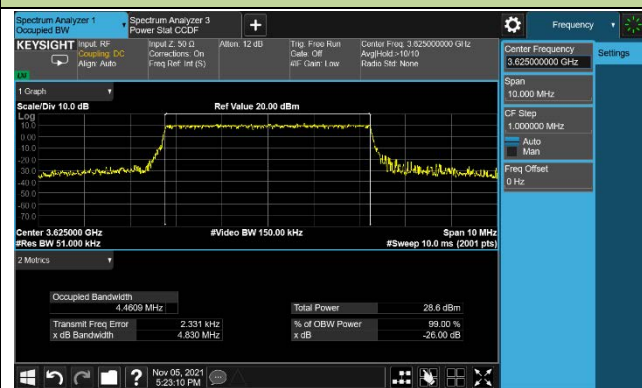 Spectrum Analyzer 1
Occupied BW
Spectrum Analyzer 3
Power Stat CCDF
Frequency
KEYSIGHT
Input: RF
Coupling: DC
Align: Auto
Input Z: 50 Ω
Corrections: On
Freq Ref: Int (S)
Atten: 12 dB
Trig: Free Run
Gate: Off
#IF Gain: Low
Center Freq: 3.625000000 GHz
Avg|Hold:>10/10
Radio Std: None
Center Frequency
3.625000000 GHz
Settings
Span
10.000 MHz
CF Step
1.000000 MHz
Auto
Man
Freq Offset
0 Hz
1 Graph
Scale/Div 10.0 dB
Ref Value 20.00 dBm
Log
10.0
0.00
-10.0
-20.0
-30.0
-40.0
-50.0
-60.0
-70.0
Center 3.625000 GHz
#Video BW 150.00 kHz
Span 10 MHz
#Res BW 51.000 kHz
#Sweep 10.0 ms (2001 pts)
2 Metrics
Occupied Bandwidth
4.4609 MHz
Total Power 28.6 dBm
Transmit Freq Error 2.331 kHz
% of OBW Power 99.00 %
x dB Bandwidth 4.830 MHz
x dB -26.00 dB
Nov 05, 2021
5:23:10 PM